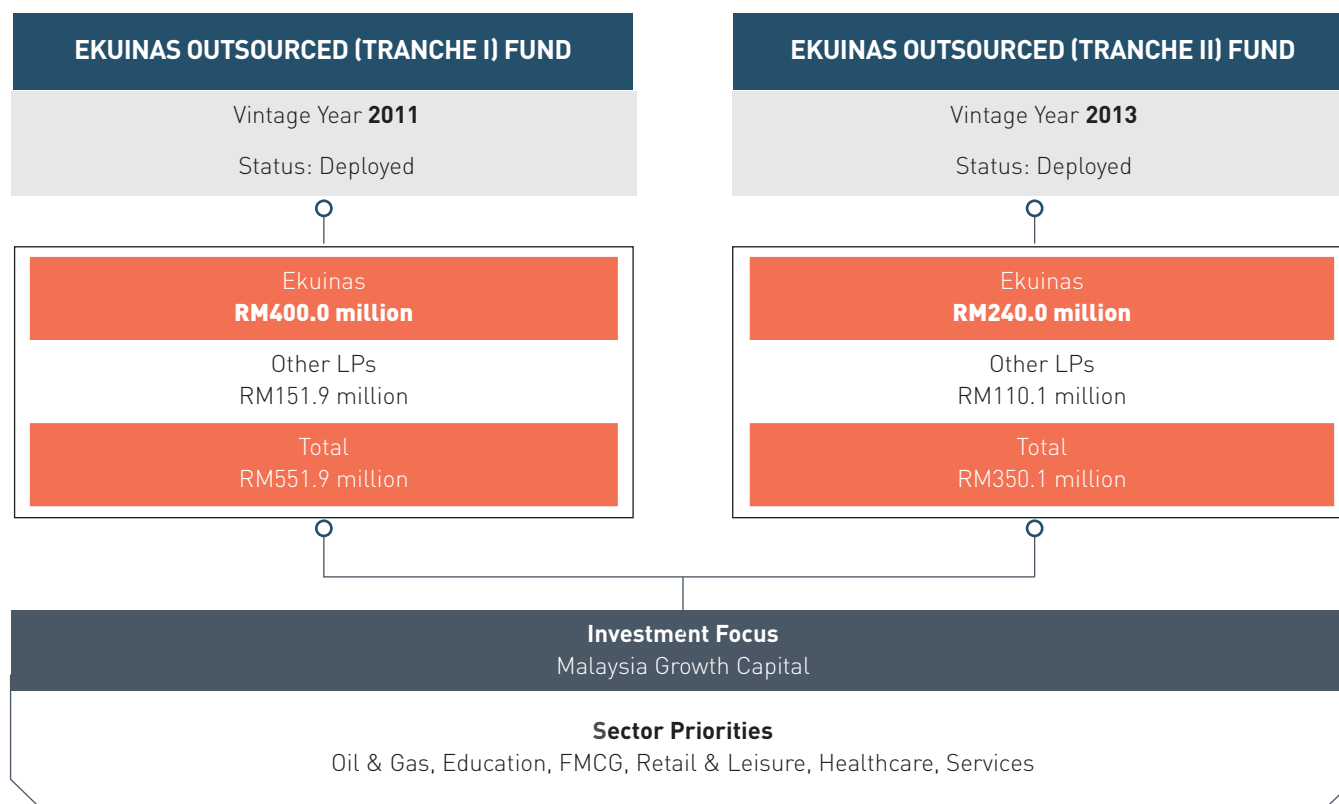 EKUINAS OUTSOURCED (TRANCHE I) FUND
Vintage Year 2011
Status: Deployed
Ekuinas
RM400.0 million
Other LPs
RM151.9 million
Total
RM551.9 million
EKUINAS OUTSOURCED (TRANCHE II) FUND
Vintage Year 2013
Status: Deployed
Ekuinas
RM240.0 million
Other LPs
RM110.1 million
Total
RM350.1 million
Investment Focus
Malaysia Growth Capital
Sector Priorities
Oil & Gas, Education, FMCG, Retail & Leisure, Healthcare, Services